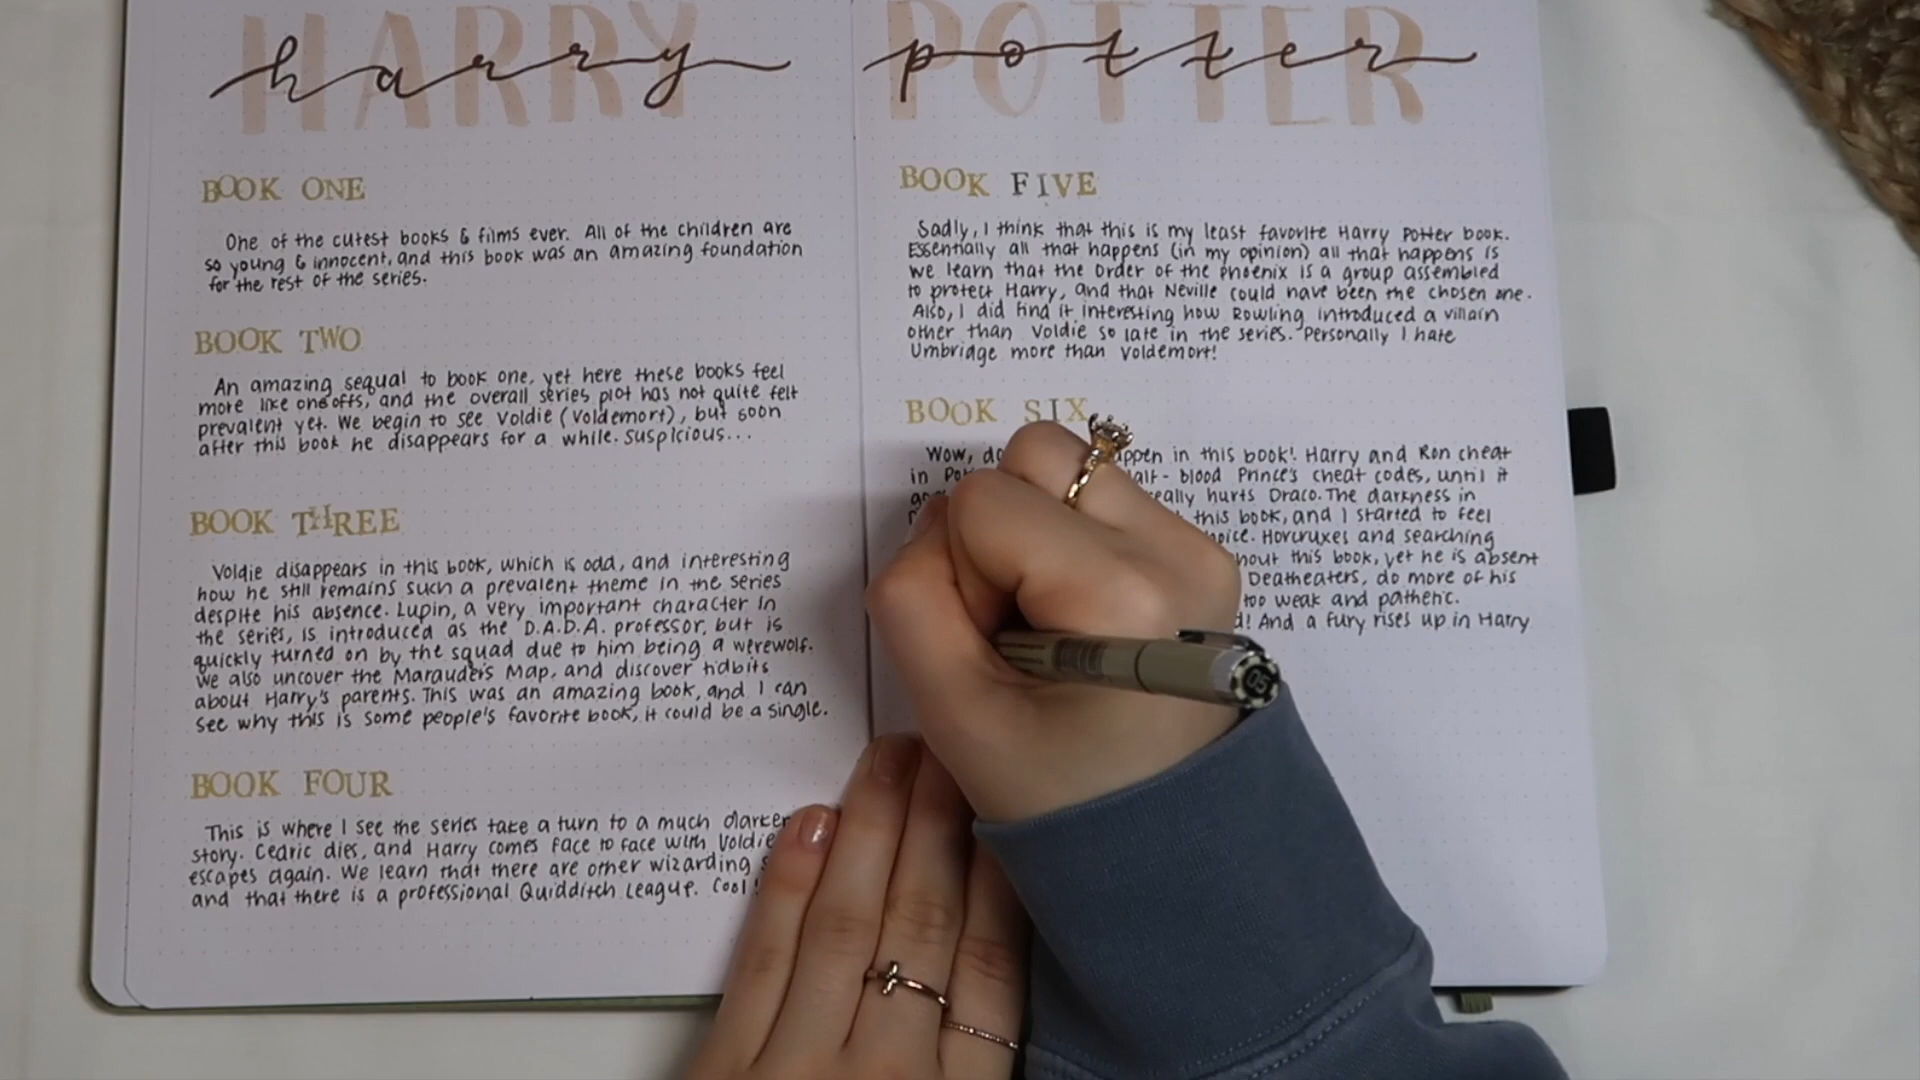 HARRY POTTER
harry potter
BOOK ONE
One of the cutest books & films ever. All of the children are
so young & innocent, and this book was an amazing foundation
for the rest of the series.
BOOK TWO
An amazing sequal to book one, yet here these books feel
more like one offs, and the overall series plot has not quite felt
prevalent yet. We begin to see Voldie (Voldemort), but soon
after this book he disappears for a while. Suspicious...
BOOK THREE
Voldie disappears in this book, which is odd, and interesting
how he still remains such a prevalent theme in the series
despite his absence. Lupin, a very important character in
the series, is introduced as the D.A.D.A. professor, but is
quickly turned on by the squad due to him being a werewolf.
We also uncover the Marauder's Map, and discover tidbits
about Harry's parents. This was an amazing book, and I can
see why this is some people's favorite book, it could be a single.
BOOK FOUR
This is where I see the series take a turn to a much darker
story. Cedric dies, and Harry comes face to face with Voldie
escapes again. We learn that there are other wizarding
and that there is a professional Quidditch League. Cool!
BOOK FIVE
Sadly, I think that this is my least favorite Harry Potter book.
Essentially all that happens (in my opinion) all that happens is
we learn that the Order of the Phoenix is a group assembled
to protect Harry, and that Neville could have been the chosen one.
Also, I did find it interesting how Rowling introduced a villain
other than Voldie so late in the series. Personally I hate
Umbridge more than Voldemort!
BOOK SIX
Wow, in this book! Harry and Ron cheat
in blood Prince's cheat codes, until it
hurts Draco. The darkness in
this book, and I started to feel
Horcruxes and searching
this book, yet he is absent
Deatheaters, do more of his
too weak and pathetic.
And a fury rises up in Harry
05